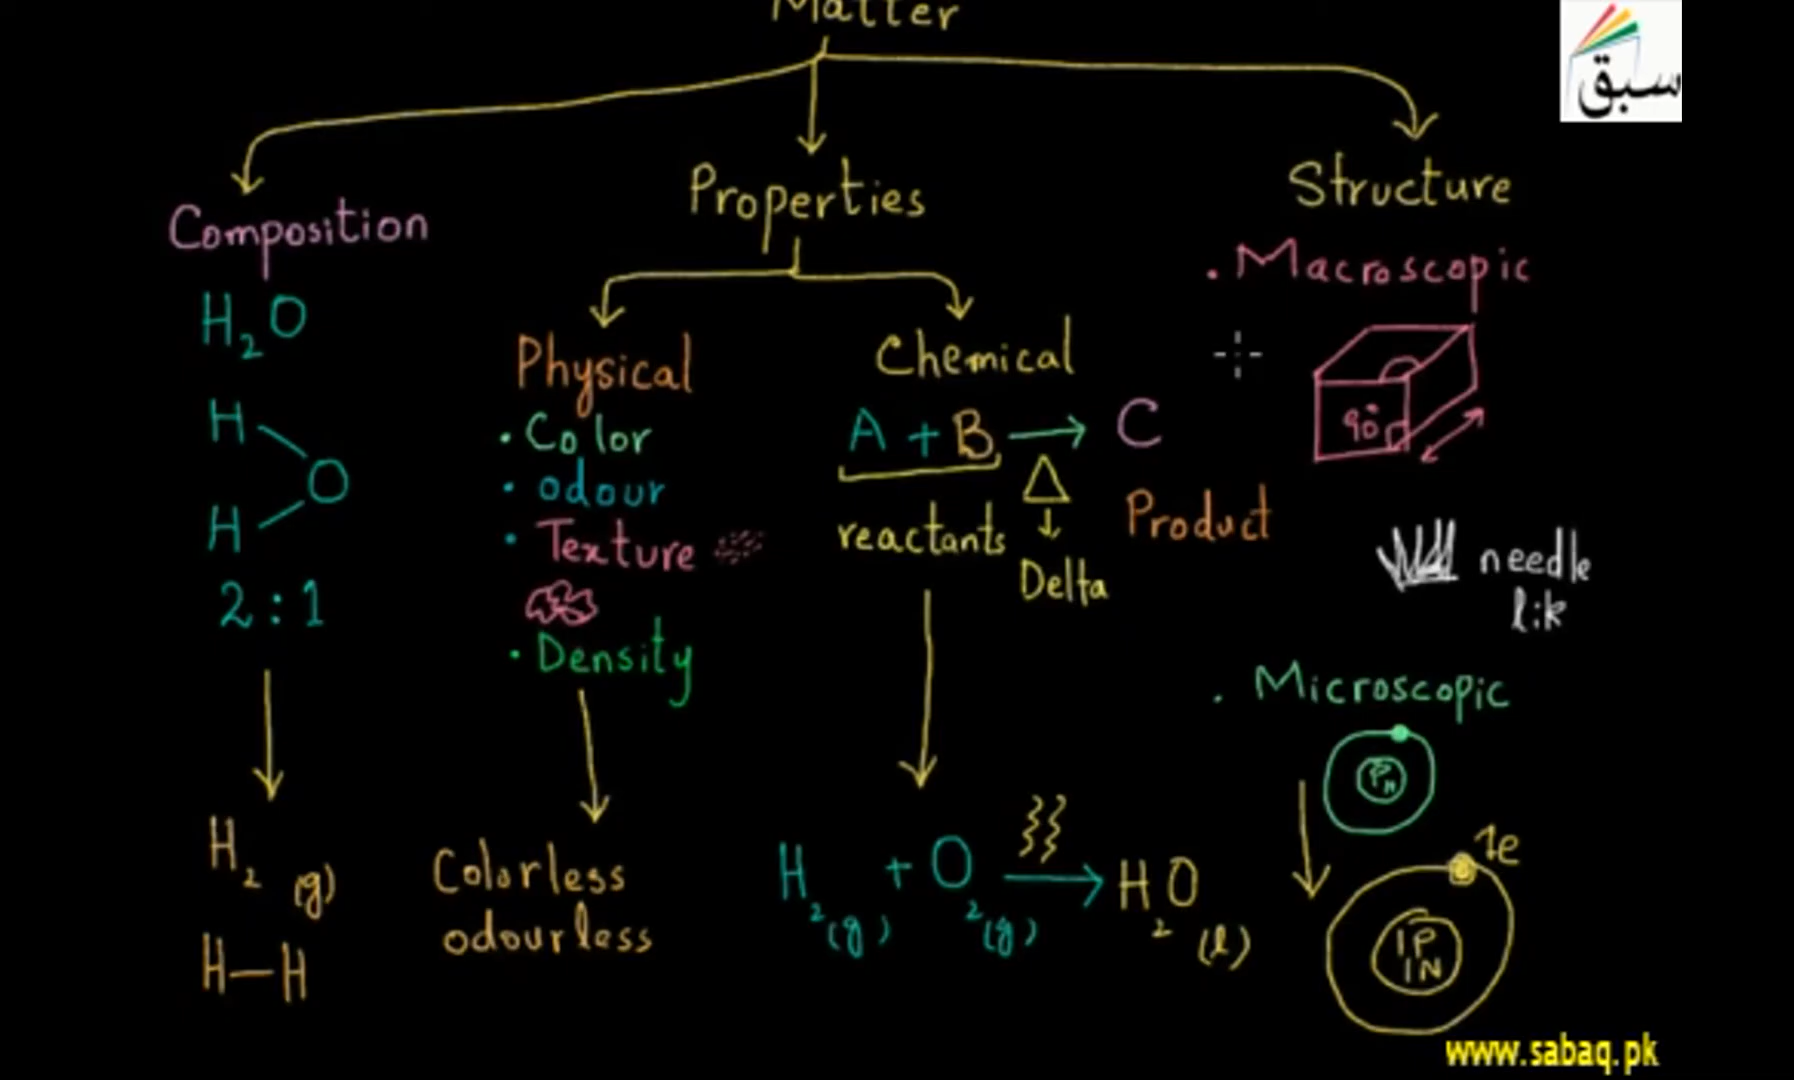 Matter
سبق
Composition
H₂O
H
O
H
2 : 1
H₂ (g)
H—H
Properties
Physical
· Color
· odour
· Texture
· Density
Colorless
odourless
Chemical
A + B → C
Δ
reactants
Delta
Product
H₂(g) + O₂(g) → H₂O(l)
Structure
· Macroscopic
90°
needle
lik
· Microscopic
P
N
1e
1P
1N
www.sabaq.pk